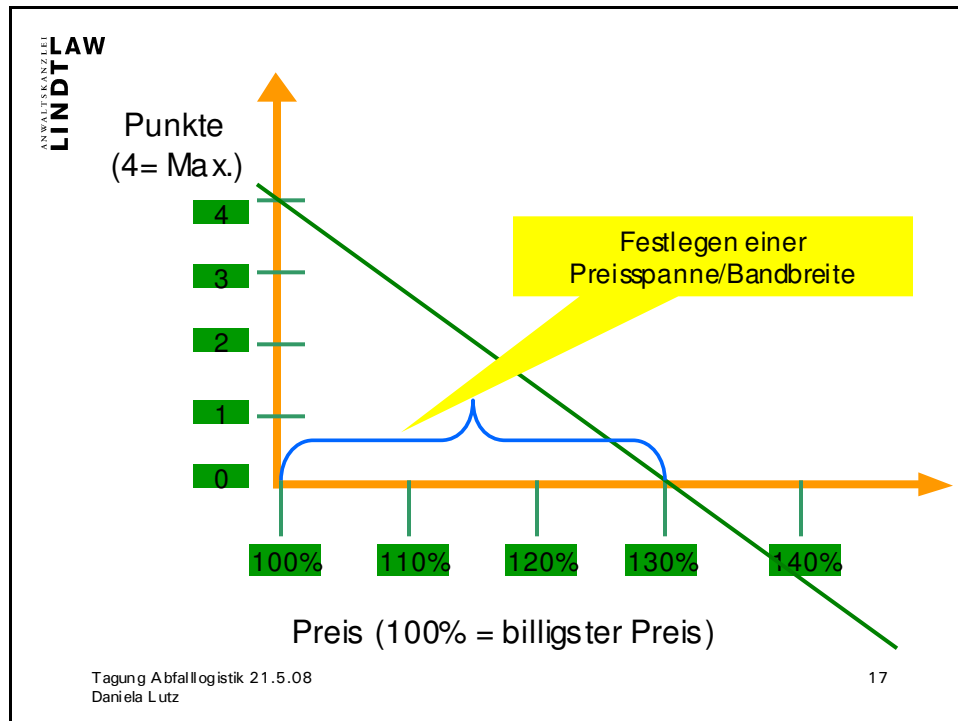 ANWALTSKANZLEI
LINDT LAW
Punkte
(4= Max.)
4
3
2
1
0
Festlegen einer
Preisspanne/Bandbreite
100% 110% 120% 130% 140%
Preis (100% = billigster Preis)
Tagung Abfalllogistik 21.5.08
Daniela Lutz
17